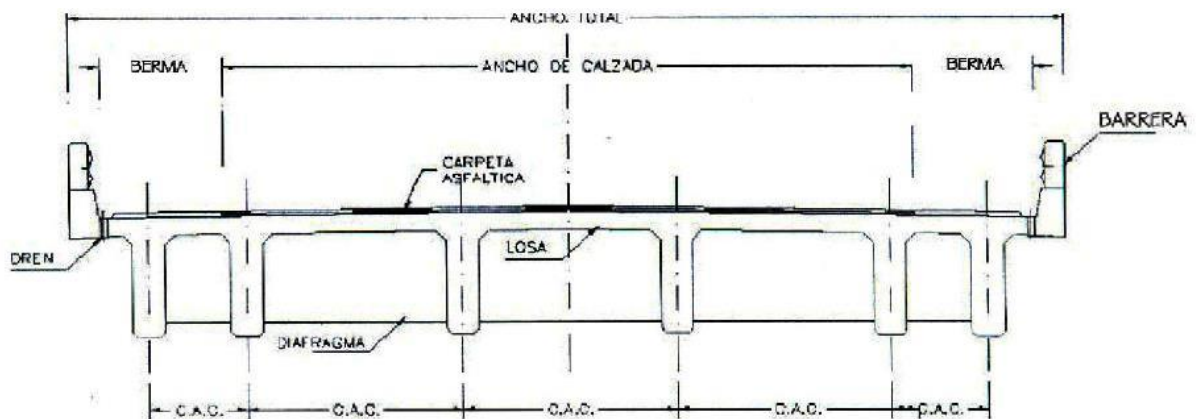 ANCHO TOTAL
BERMA
ANCHO DE CALZADA
BERMA
BARRERA
CARPETA
ASFALTICA
DREN
LOSA
DIAFRAGMA
C.A.C.
C.A.C.
C.A.C.
C.A.C.
C.A.C.